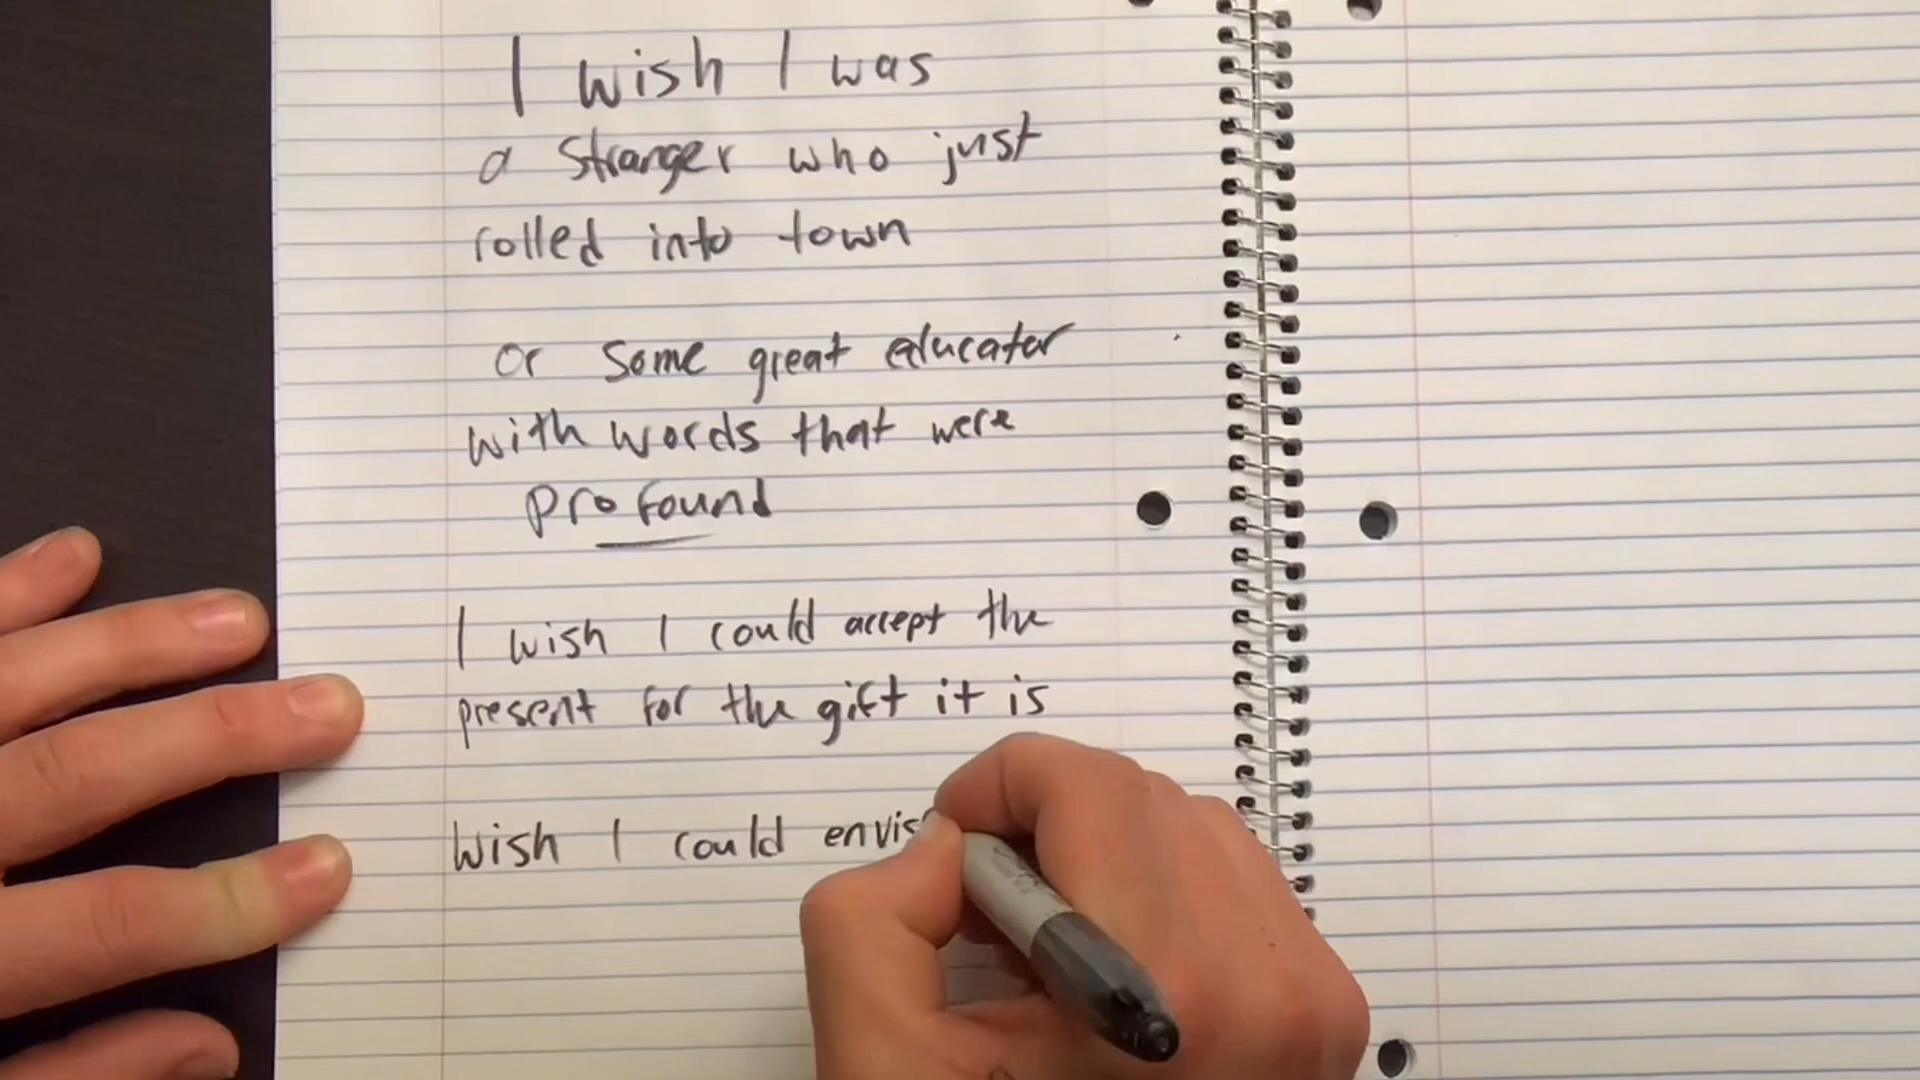 I wish I was
a stranger who just
rolled into town
or some great educator
with words that were
profound
I wish I could accept the
present for the gift it is
wish I could envis